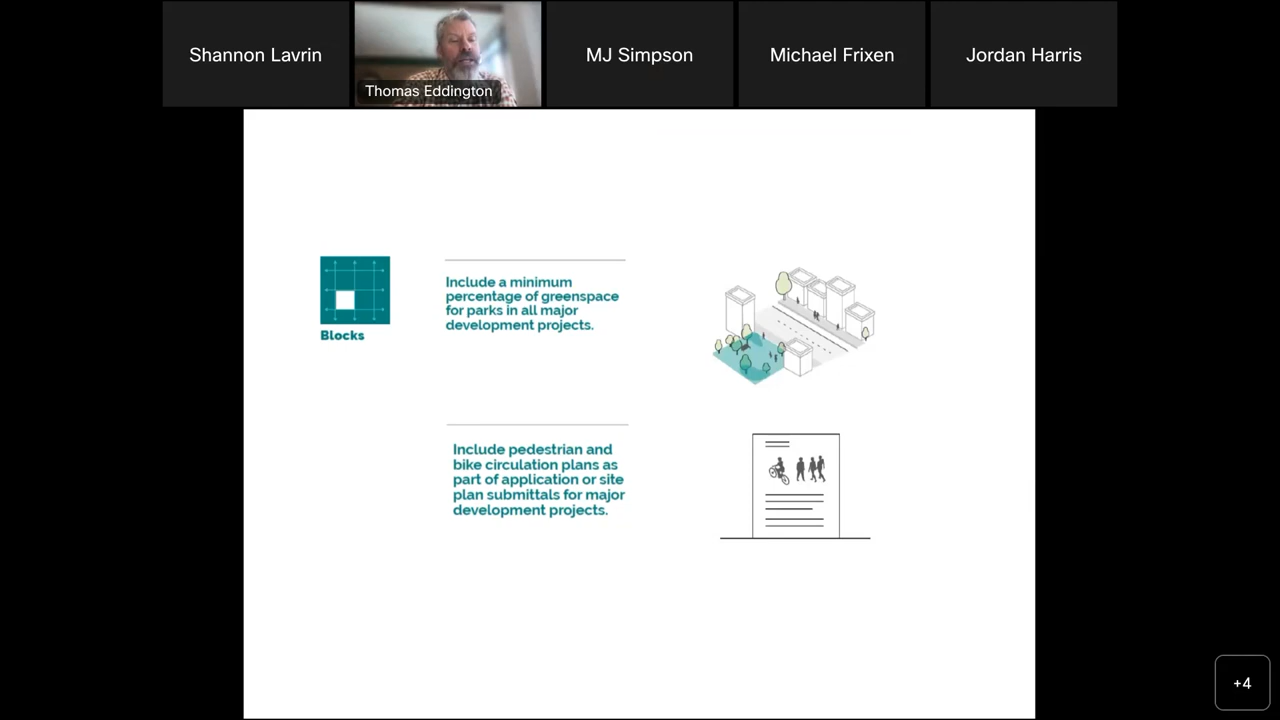 Shannon Lavrin
Thomas Eddington
MJ Simpson
Michael Frixen
Jordan Harris
Blocks
Include a minimum
percentage of greenspace
for parks in all major
development projects.
Include pedestrian and
bike circulation plans as
part of application or site
plan submittals for major
development projects.
+4